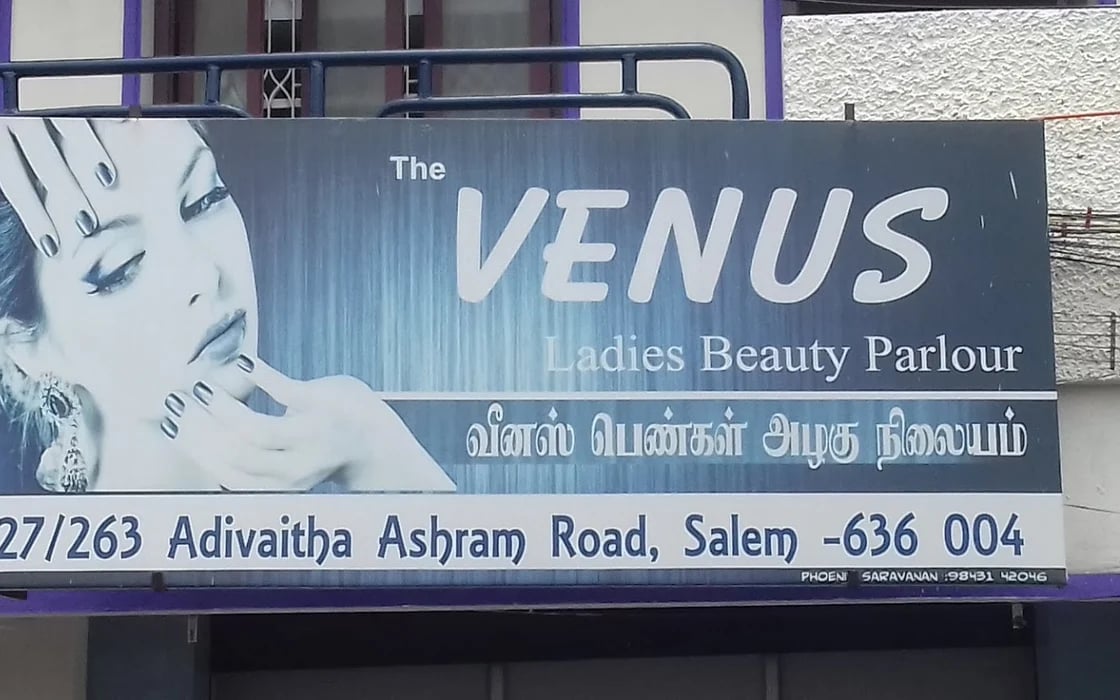 The
VENUS
Ladies Beauty Parlour
வீனஸ் பெண்கள் அழகு நிலையம்
27/263 Adivaitha Ashram Road, Salem -636 004
SARAVANAN :98431 42046